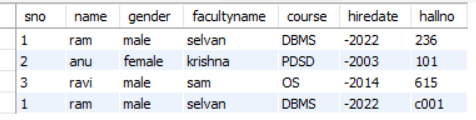 sno name gender facultyname course hiredate hallno
1 ram male selvan DBMS -2022 236
2 anu female krishna PDSD -2003 101
3 ravi male sam OS -2014 615
1 ram male selvan DBMS -2022 c001